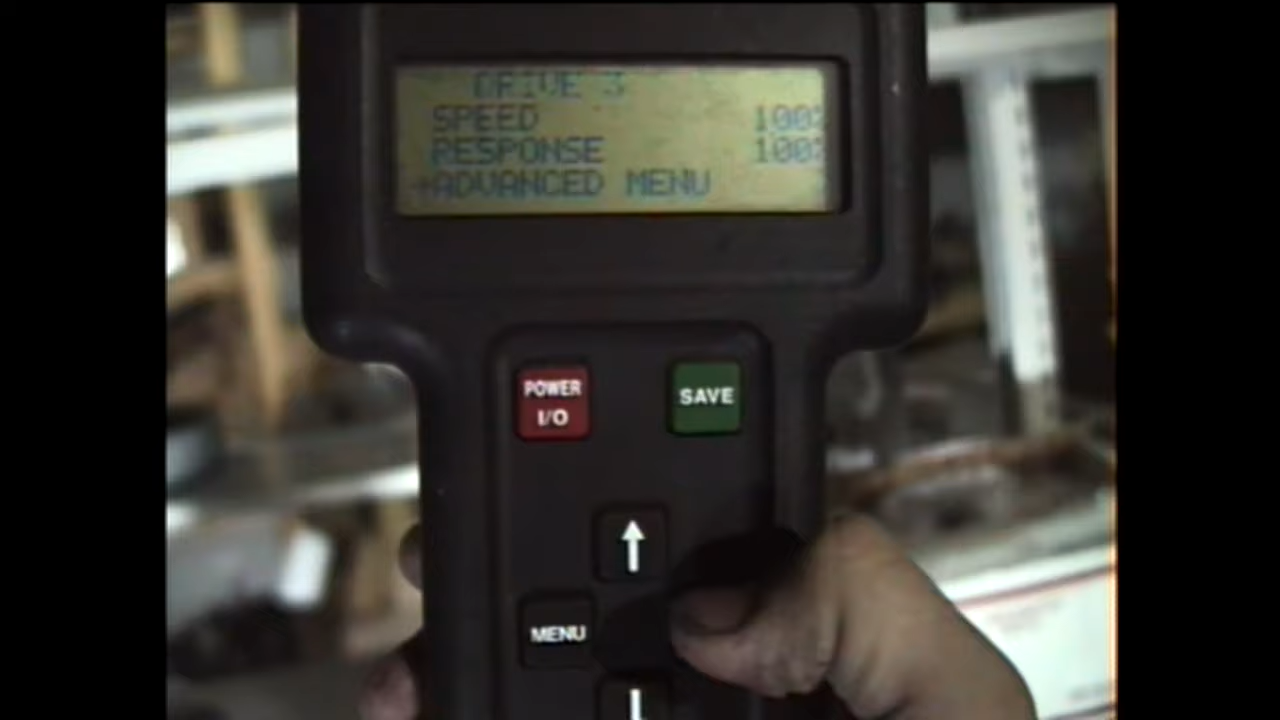 DRIVE 3
SPEED 100%
RESPONSE 100%
→ADVANCED MENU
POWER
I/O
SAVE
↑
MENU